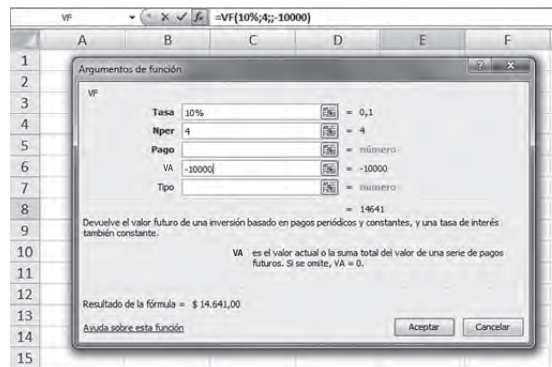 VF =VF(10%;4;;-10000)
A B C D E F
1
2
3
4
5
6
7
8
9
10
11
12
13
14
15
Argumentos de función
VF
Tasa 10% = 0,1
Nper 4 = 4
Pago = número
VA -10000 = -10000
Tipo = número
= 14641
Devuelve el valor futuro de una inversión basado en pagos periódicos y constantes, y una tasa de interés
también constante.
VA es el valor actual o la suma total del valor de una serie de pagos
futuros. Si se omite, VA = 0.
Resultado de la fórmula = $ 14.641,00
Ayuda sobre esta función Aceptar Cancelar